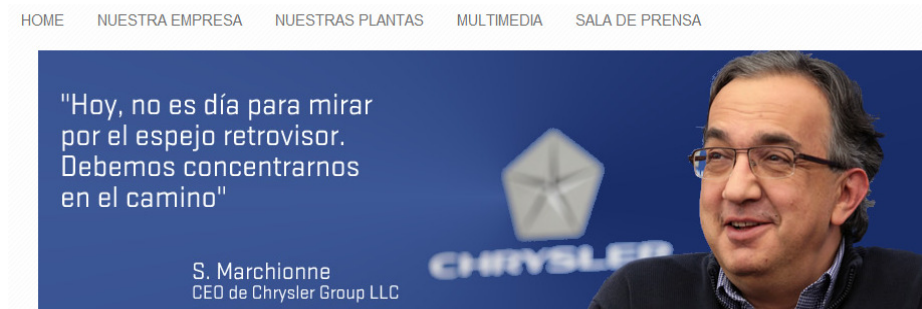 HOME NUESTRA EMPRESA NUESTRAS PLANTAS MULTIMEDIA SALA DE PRENSA
"Hoy, no es día para mirar
por el espejo retrovisor.
Debemos concentrarnos
en el camino"
CHRYSLER
S. Marchionne
CEO de Chrysler Group LLC